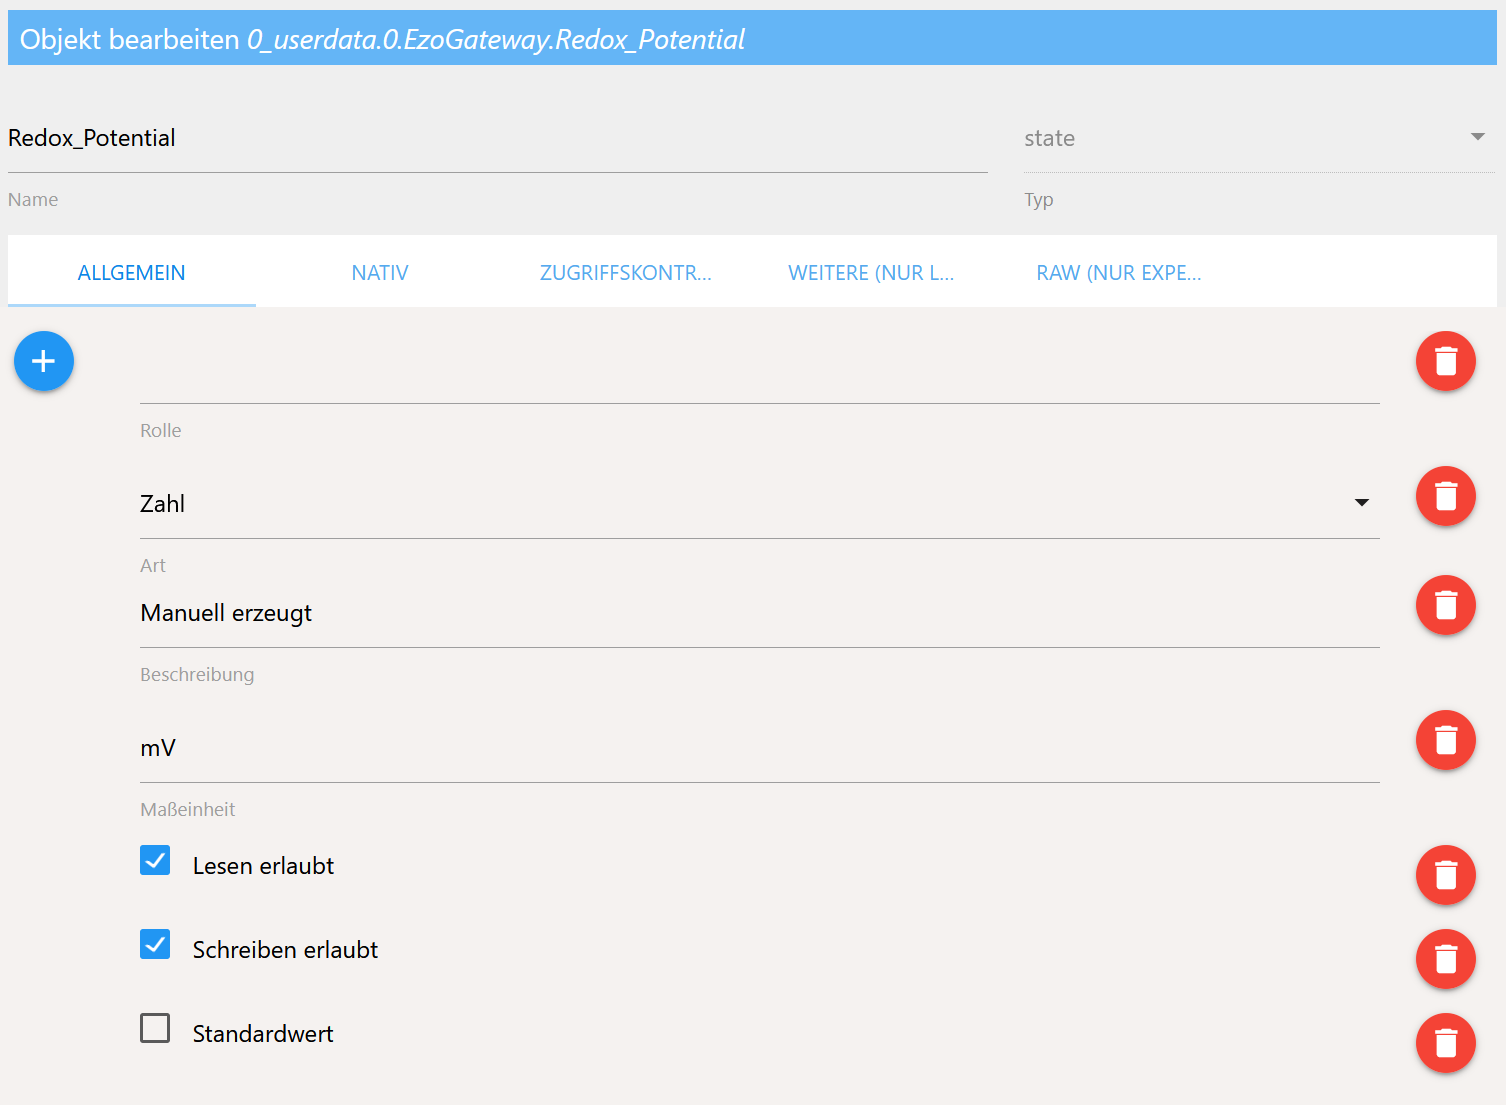 Objekt bearbeiten 0_userdata.0.EzoGateway.Redox_Potential
Redox_Potential
state
Name
Typ
ALLGEMEIN
NATIV
ZUGRIFFSKONTR...
WEITERE (NUR L...
RAW (NUR EXPE...
Rolle
Zahl
Art
Manuell erzeugt
Beschreibung
mV
Maßeinheit
Lesen erlaubt
Schreiben erlaubt
Standardwert